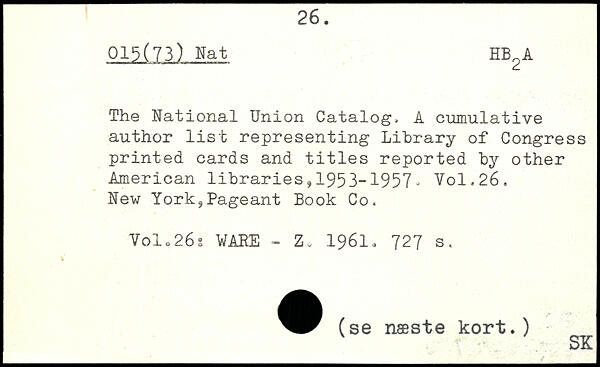 26.
015(73) Nat HB2A
The National Union Catalog. A cumulative
author list representing Library of Congress
printed cards and titles reported by other
American libraries,1953-1957. Vol.26.
New York,Pageant Book Co.
Vol.26: WARE - Z. 1961. 727 s.
(se næste kort.)
SK